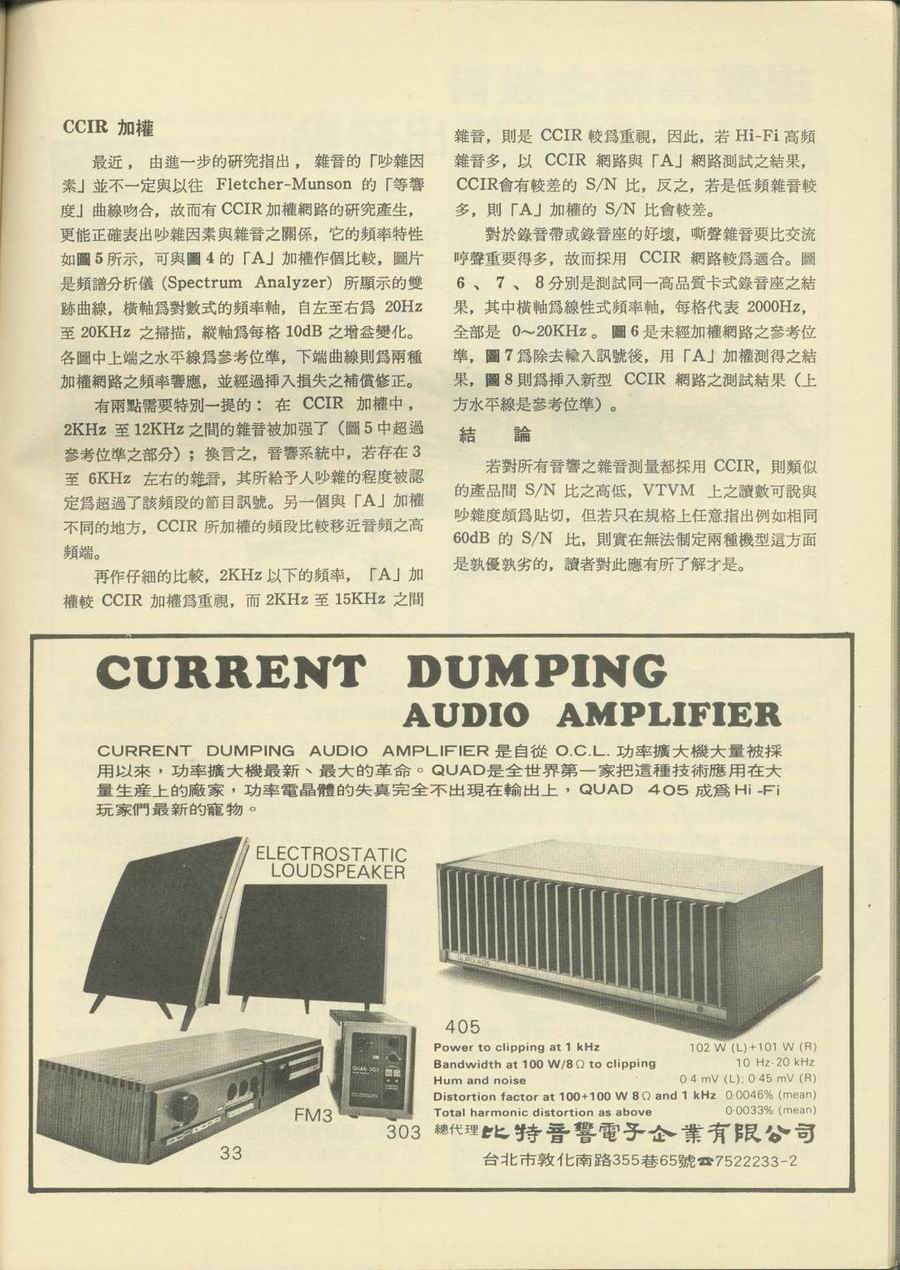 CCIR 加權
最近，由進一步的研究指出，雜音的「吵雜因
素」並不一定與以往 Fletcher-Munson 的「等響
度」曲線吻合，故而有 CCIR 加權網路的研究產生，
更能正確表出吵雜因素與雜音之關係，它的頻率特性
如圖5所示，可與圖4的「A」加權作個比較，圖片
是頻譜分析儀 (Spectrum Analyzer) 所顯示的雙
跡曲線，橫軸爲對數式的頻率軸，自左至右爲 20Hz
至 20KHz 之掃描，縱軸爲每格 10dB 之增益變化。
各圖中上端之水平線爲參考位準，下端曲線則爲兩種
加權網路之頻率響應，並經過挿入損失之補償修正。
有兩點需要特別一提的：在 CCIR 加權中，
2KHz 至 12KHz 之間的雜音被加强了（圖5中超過
參考位準之部分）；換言之，音響系統中，若存在3
至 6KHz 左右的雜音，其所給予人吵雜的程度被認
定爲超過了該頻段的節目訊號。另一個與「A」加權
不同的地方，CCIR 所加權的頻段比較移近音頻之高
頻端。
再作仔細的比較，2KHz 以下的頻率，「A」加
權較 CCIR 加權爲重視，而 2KHz 至 15KHz 之間
雜音，則是 CCIR 較爲重視，因此，若 Hi-Fi 高頻
雜音多，以 CCIR 網路與「A」網路測試之結果，
CCIR會有較差的 S/N 比，反之，若是低頻雜音較
多，則「A」加權的 S/N 比會較差。
對於錄音帶或錄音座的好壞，嘶聲雜音要比交流
哼聲重要得多，故而採用 CCIR 網路較爲適合。圖
6、7、8分別是測試同一高品質卡式錄音座之結
果，其中橫軸爲線性式頻率軸，每格代表 2000Hz，
全部是 0～20KHz。圖6是未經加權網路之參考位
準，圖7爲除去輸入訊號後，用「A」加權測得之結
果，圖8則爲挿入新型 CCIR 網路之測試結果（上
方水平線是參考位準）。
結 論
若對所有音響之雜音測量都採用 CCIR，則類似
的產品間 S/N 比之高低，VTVM 上之讀數可說與
吵雜度頗爲貼切，但若只在規格上任意指出例如相同
60dB 的 S/N 比，則實在無法制定兩種機型這方面
是孰優孰劣的，讀者對此應有所了解才是。
CURRENT DUMPING
AUDIO AMPLIFIER
CURRENT DUMPING AUDIO AMPLIFIER 是自從 O.C.L. 功率擴大機大量被採
用以來，功率擴大機最新、最大的革命。QUAD是全世界第一家把這種技術應用在大
量生產上的廠家，功率電晶體的失真完全不出現在輸出上，QUAD 405 成爲 Hi-Fi
玩家們最新的寵物。
ELECTROSTATIC
LOUDSPEAKER
QUAD 405
QUAD 303
405
Power to clipping at 1 kHz 102 W (L)+101 W (R)
Bandwidth at 100 W/8 Ω to clipping 10 Hz-20 kHz
Hum and noise 0·4 mV (L); 0·45 mV (R)
Distortion factor at 100+100 W 8 Ω and 1 kHz 0·0046% (mean)
Total harmonic distortion as above 0·0033% (mean)
FM3
303
33
總代理 比特音響電子企業有限公司
台北市敦化南路355巷65號☎7522233-2